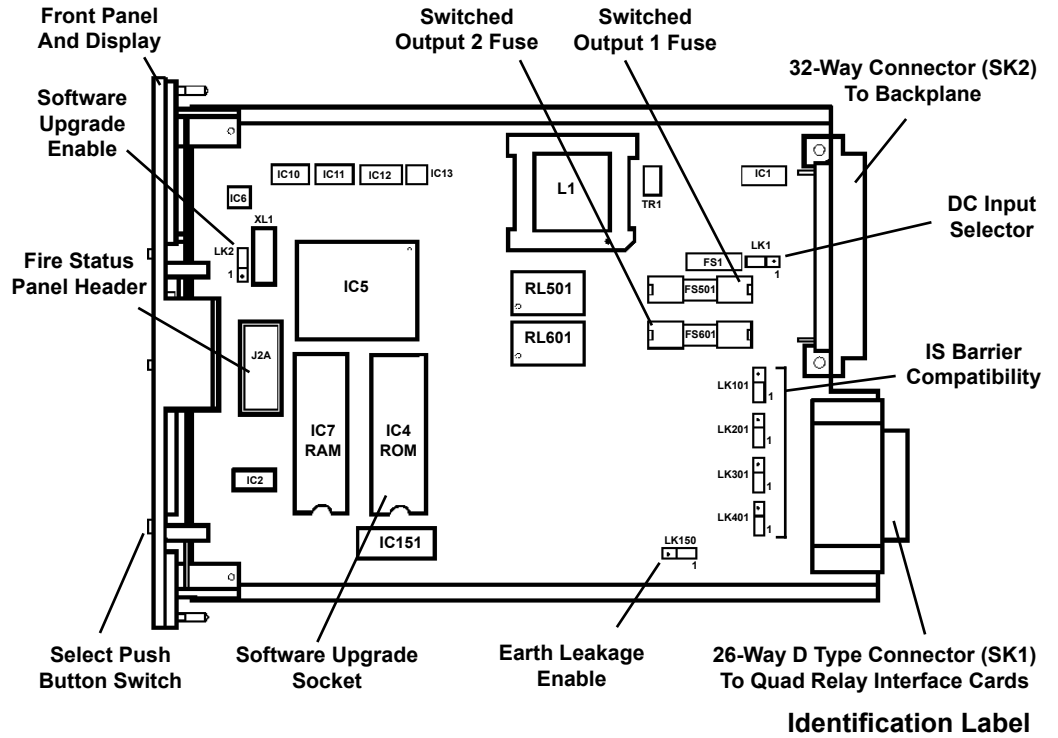 Front Panel
And Display
Switched
Output 2 Fuse
Switched
Output 1 Fuse
32-Way Connector (SK2)
To Backplane
Software
Upgrade
Enable
DC Input
Selector
Fire Status
Panel Header
IS Barrier
Compatibility
IC10
IC11
IC12
IC13
IC6
XL1
LK2
1
L1
TR1
IC1
LK1
1
FS1
FS501
FS601
IC5
RL501
RL601
J2A
IC7
RAM
IC4
ROM
IC2
IC151
LK101
1
LK201
1
LK301
1
LK401
1
LK150
1
Select Push
Button Switch
Software Upgrade
Socket
Earth Leakage
Enable
26-Way D Type Connector (SK1)
To Quad Relay Interface Cards
Identification Label